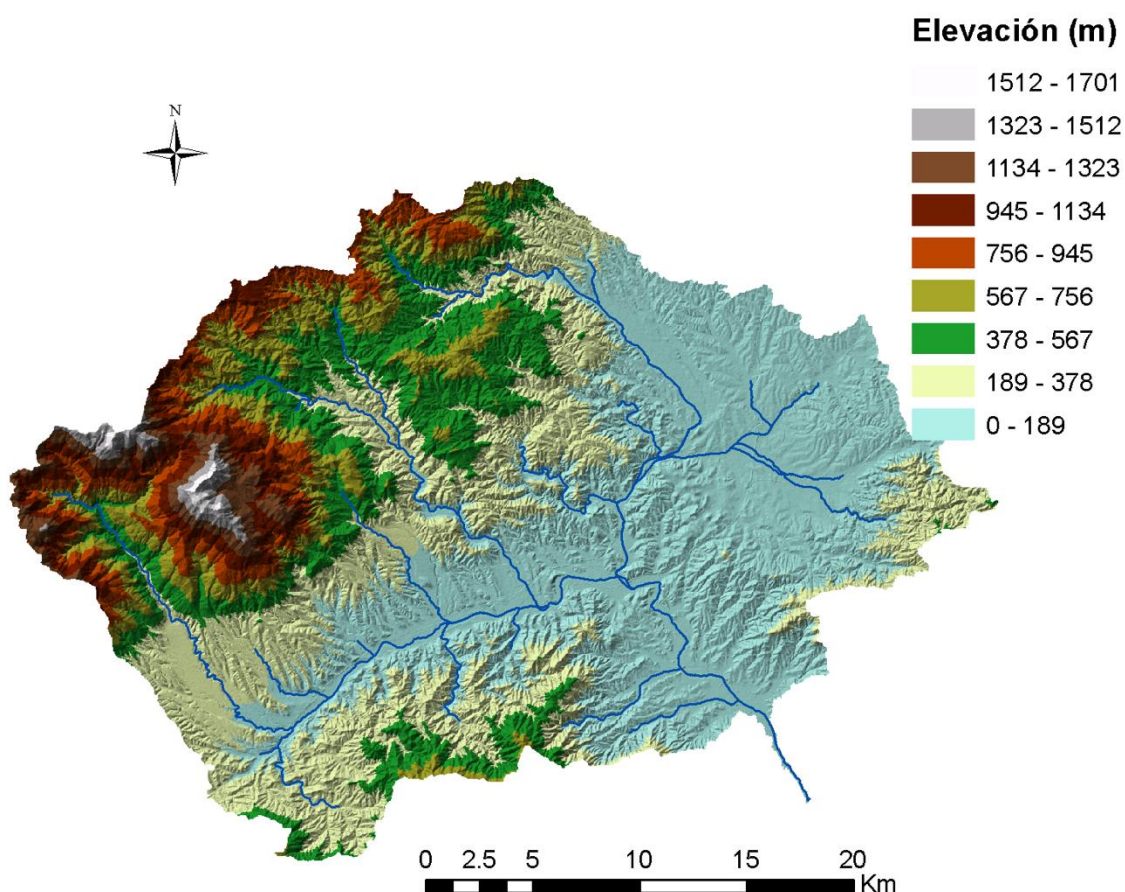 Elevación (m)
1512 - 1701
1323 - 1512
1134 - 1323
945 - 1134
756 - 945
567 - 756
378 - 567
189 - 378
0 - 189
N
0 2.5 5 10 15 20
Km